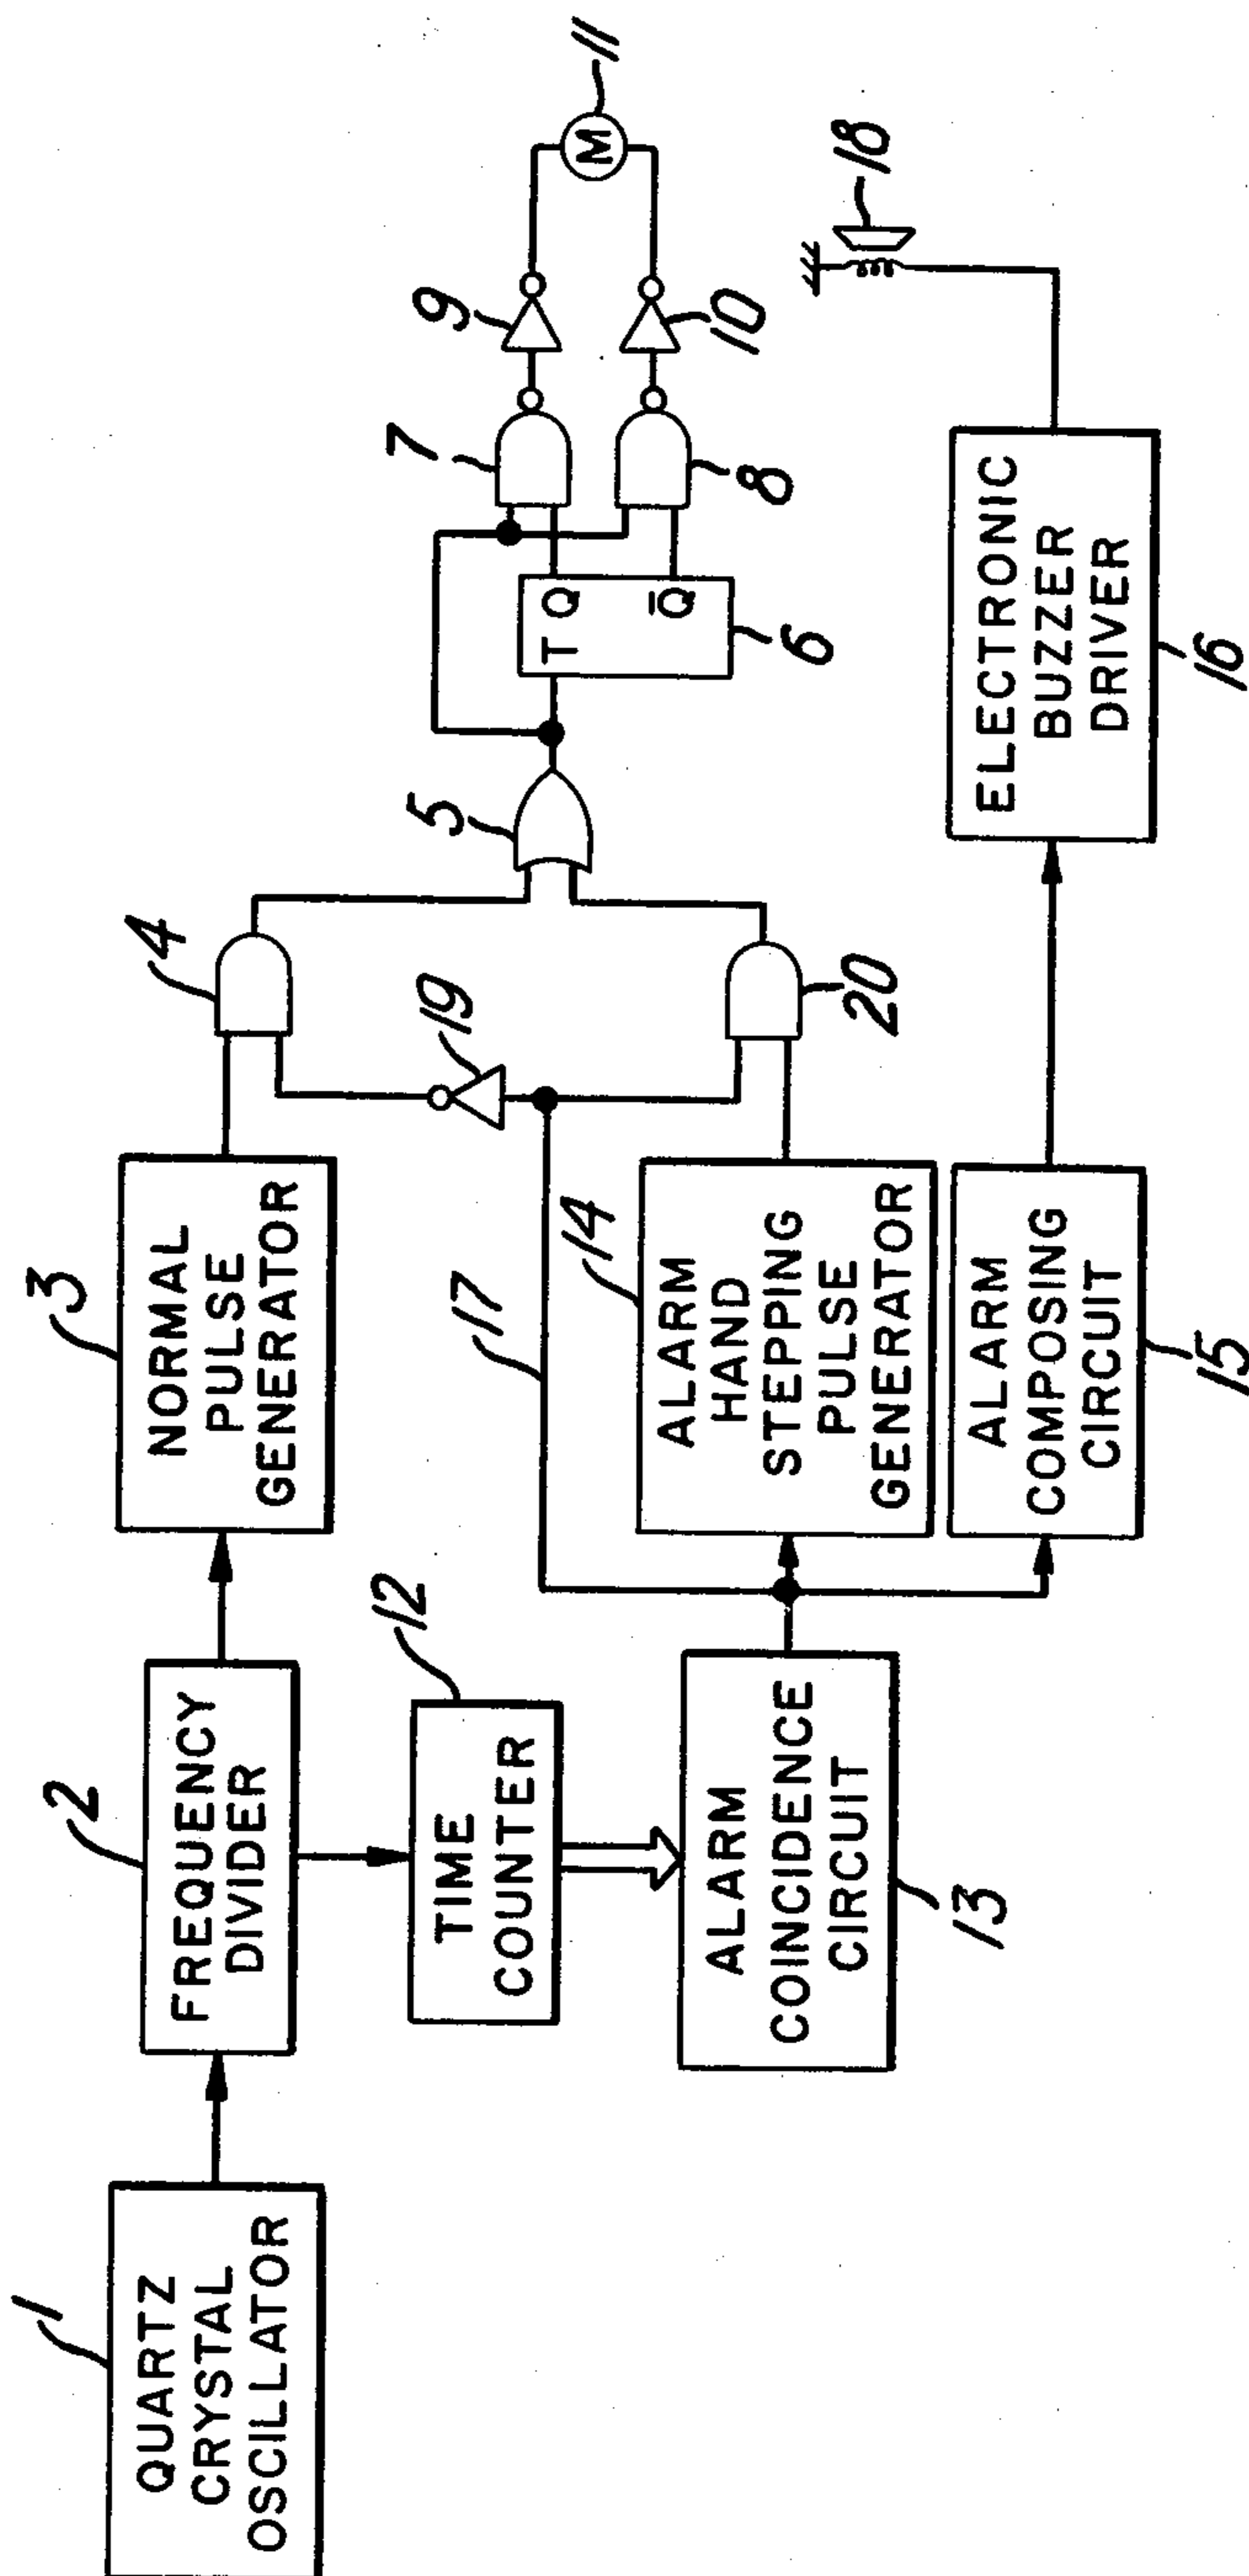 1
QUARTZ
CRYSTAL
OSCILLATOR
2
FREQUENCY
DIVIDER
3
NORMAL
PULSE
GENERATOR
4
5
T Q
Q̅
6
7
8
9
10
M
11
12
TIME
COUNTER
13
ALARM
COINCIDENCE
CIRCUIT
17
19
14
ALARM
HAND
STEPPING
PULSE
GENERATOR
20
ALARM
COMPOSING
CIRCUIT
15
ELECTRONIC
BUZZER
DRIVER
16
18